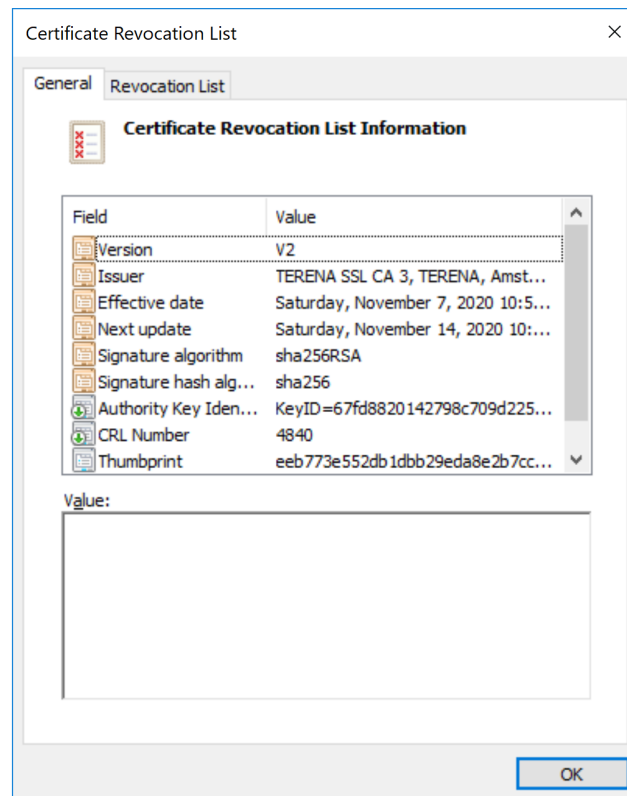 Certificate Revocation List
General Revocation List
Certificate Revocation List Information
Field Value
Version V2
Issuer TERENA SSL CA 3, TERENA, Amst...
Effective date Saturday, November 7, 2020 10:5...
Next update Saturday, November 14, 2020 10:...
Signature algorithm sha256RSA
Signature hash alg... sha256
Authority Key Iden... KeyID=67fd8820142798c709d225...
CRL Number 4840
Thumbprint eeb773e552db1dbb29eda8e2b7cc...
Value:
OK